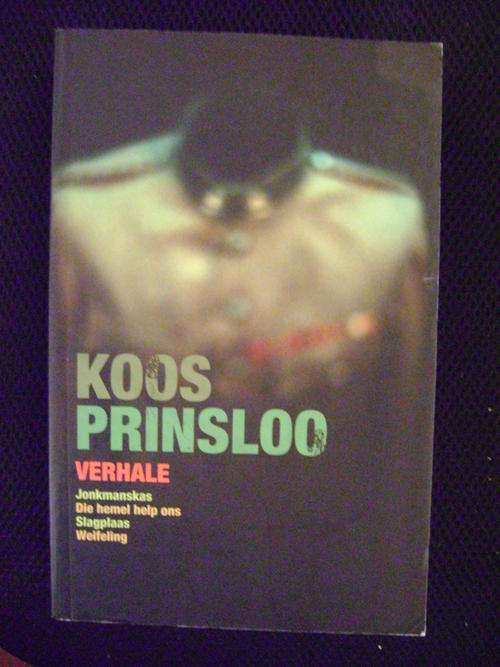 KOOS
PRINSLOO
VERHALE
Jonkmanskas
Die hemel help ons
Slagplaas
Weifeling